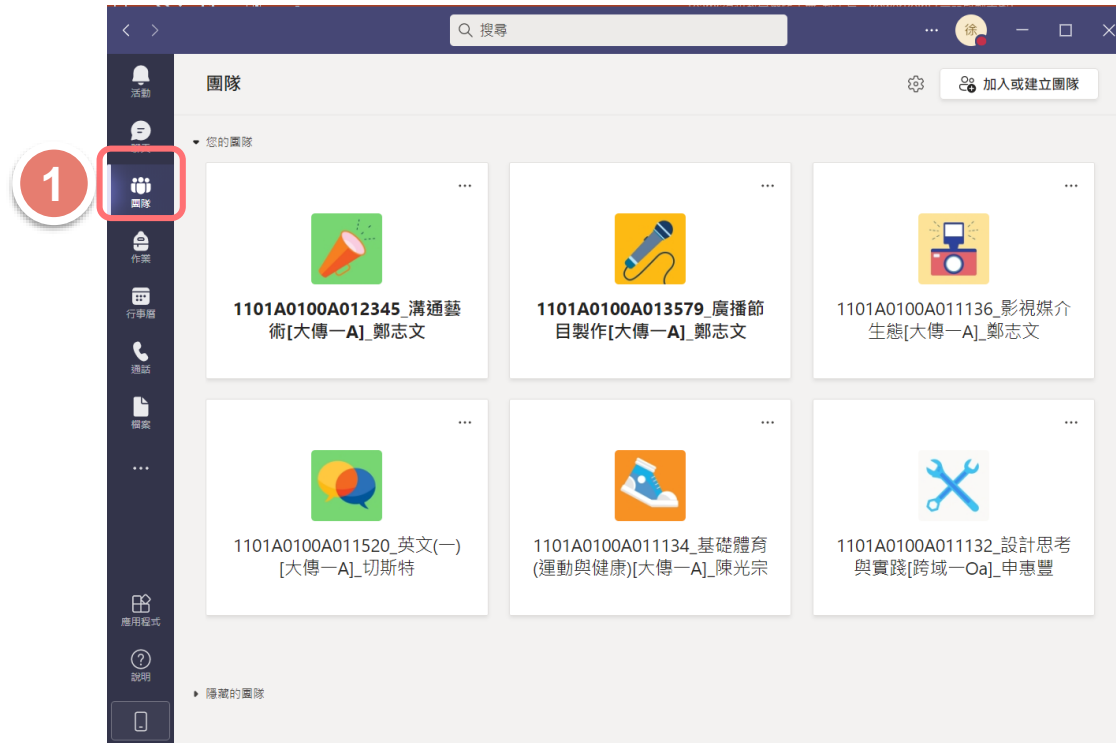 搜尋
徐
活動
團隊
加入或建立團隊
您的團隊
1
團隊
作業
行事曆
通話
檔案
1101A0100A012345_溝通藝
術[大傳一A]_鄭志文
1101A0100A013579_廣播節
目製作[大傳一A]_鄭志文
1101A0100A011136_影視媒介
生態[大傳一A]_鄭志文
1101A0100A011520_英文(一)
[大傳一A]_切斯特
1101A0100A011134_基礎體育
(運動與健康)[大傳一A]_陳光宗
1101A0100A011132_設計思考
與實踐[跨域一Oa]_申惠豐
應用程式
說明
隱藏的團隊